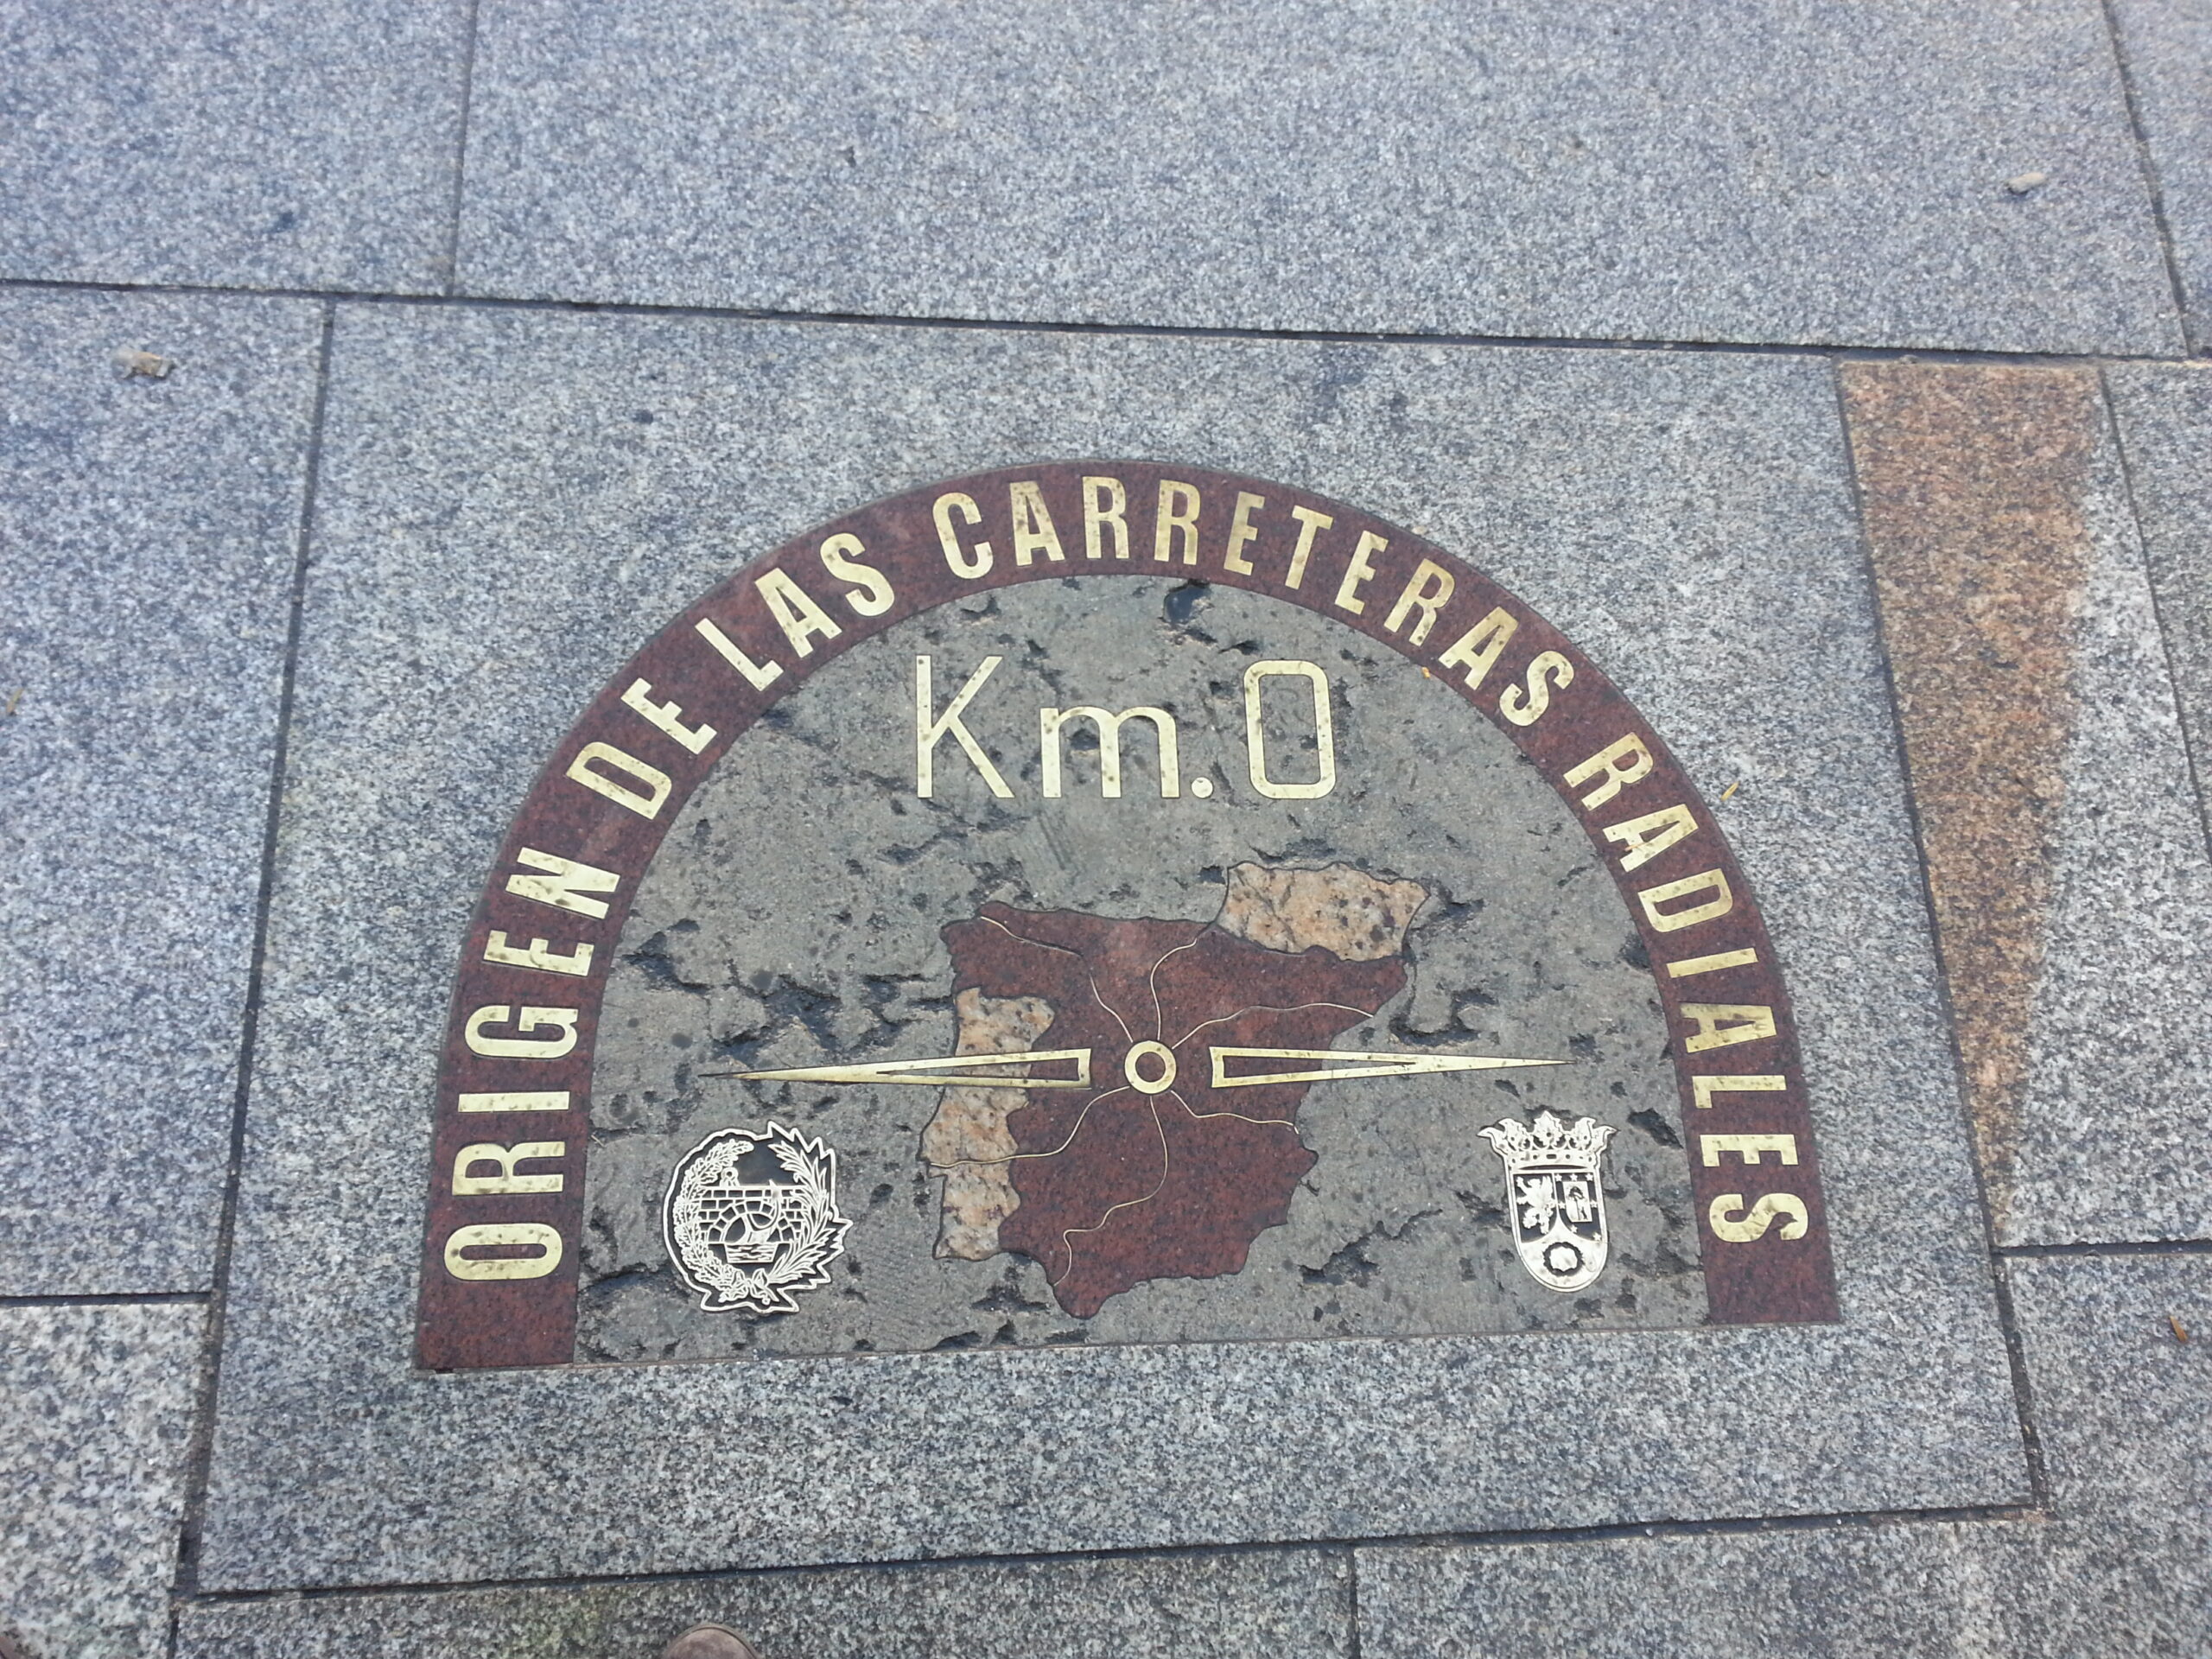 ORIGEN DE LAS CARRETERAS RADIALES
Km.0